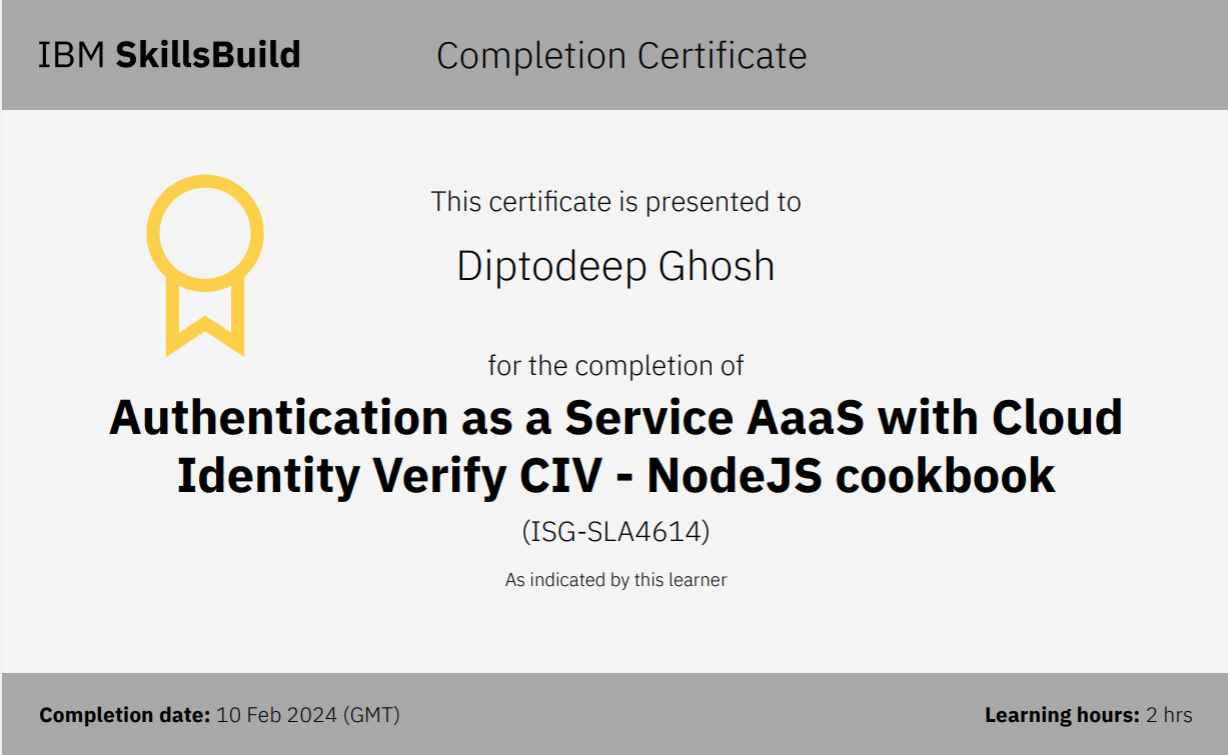 IBM SkillsBuild
Completion Certificate
This certificate is presented to
Diptodeep Ghosh
for the completion of
Authentication as a Service AaaS with Cloud
Identity Verify CIV - NodeJS cookbook
(ISG-SLA4614)
As indicated by this learner
Completion date: 10 Feb 2024 (GMT)
Learning hours: 2 hrs